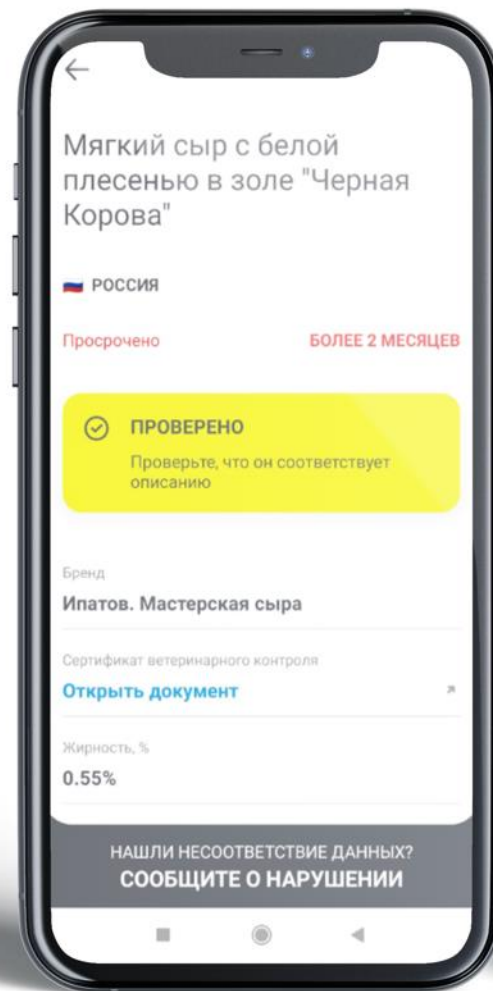 Мягкий сыр с белой
плесенью в золе "Черная
Корова"
РОССИЯ
Просрочено БОЛЕЕ 2 МЕСЯЦЕВ
ПРОВЕРЕНО
Проверьте, что он соответствует
описанию
Бренд
Ипатов. Мастерская сыра
Сертификат ветеринарного контроля
Открыть документ
Жирность, %
0.55%
НАШЛИ НЕСООТВЕТСТВИЕ ДАННЫХ?
СООБЩИТЕ О НАРУШЕНИИ